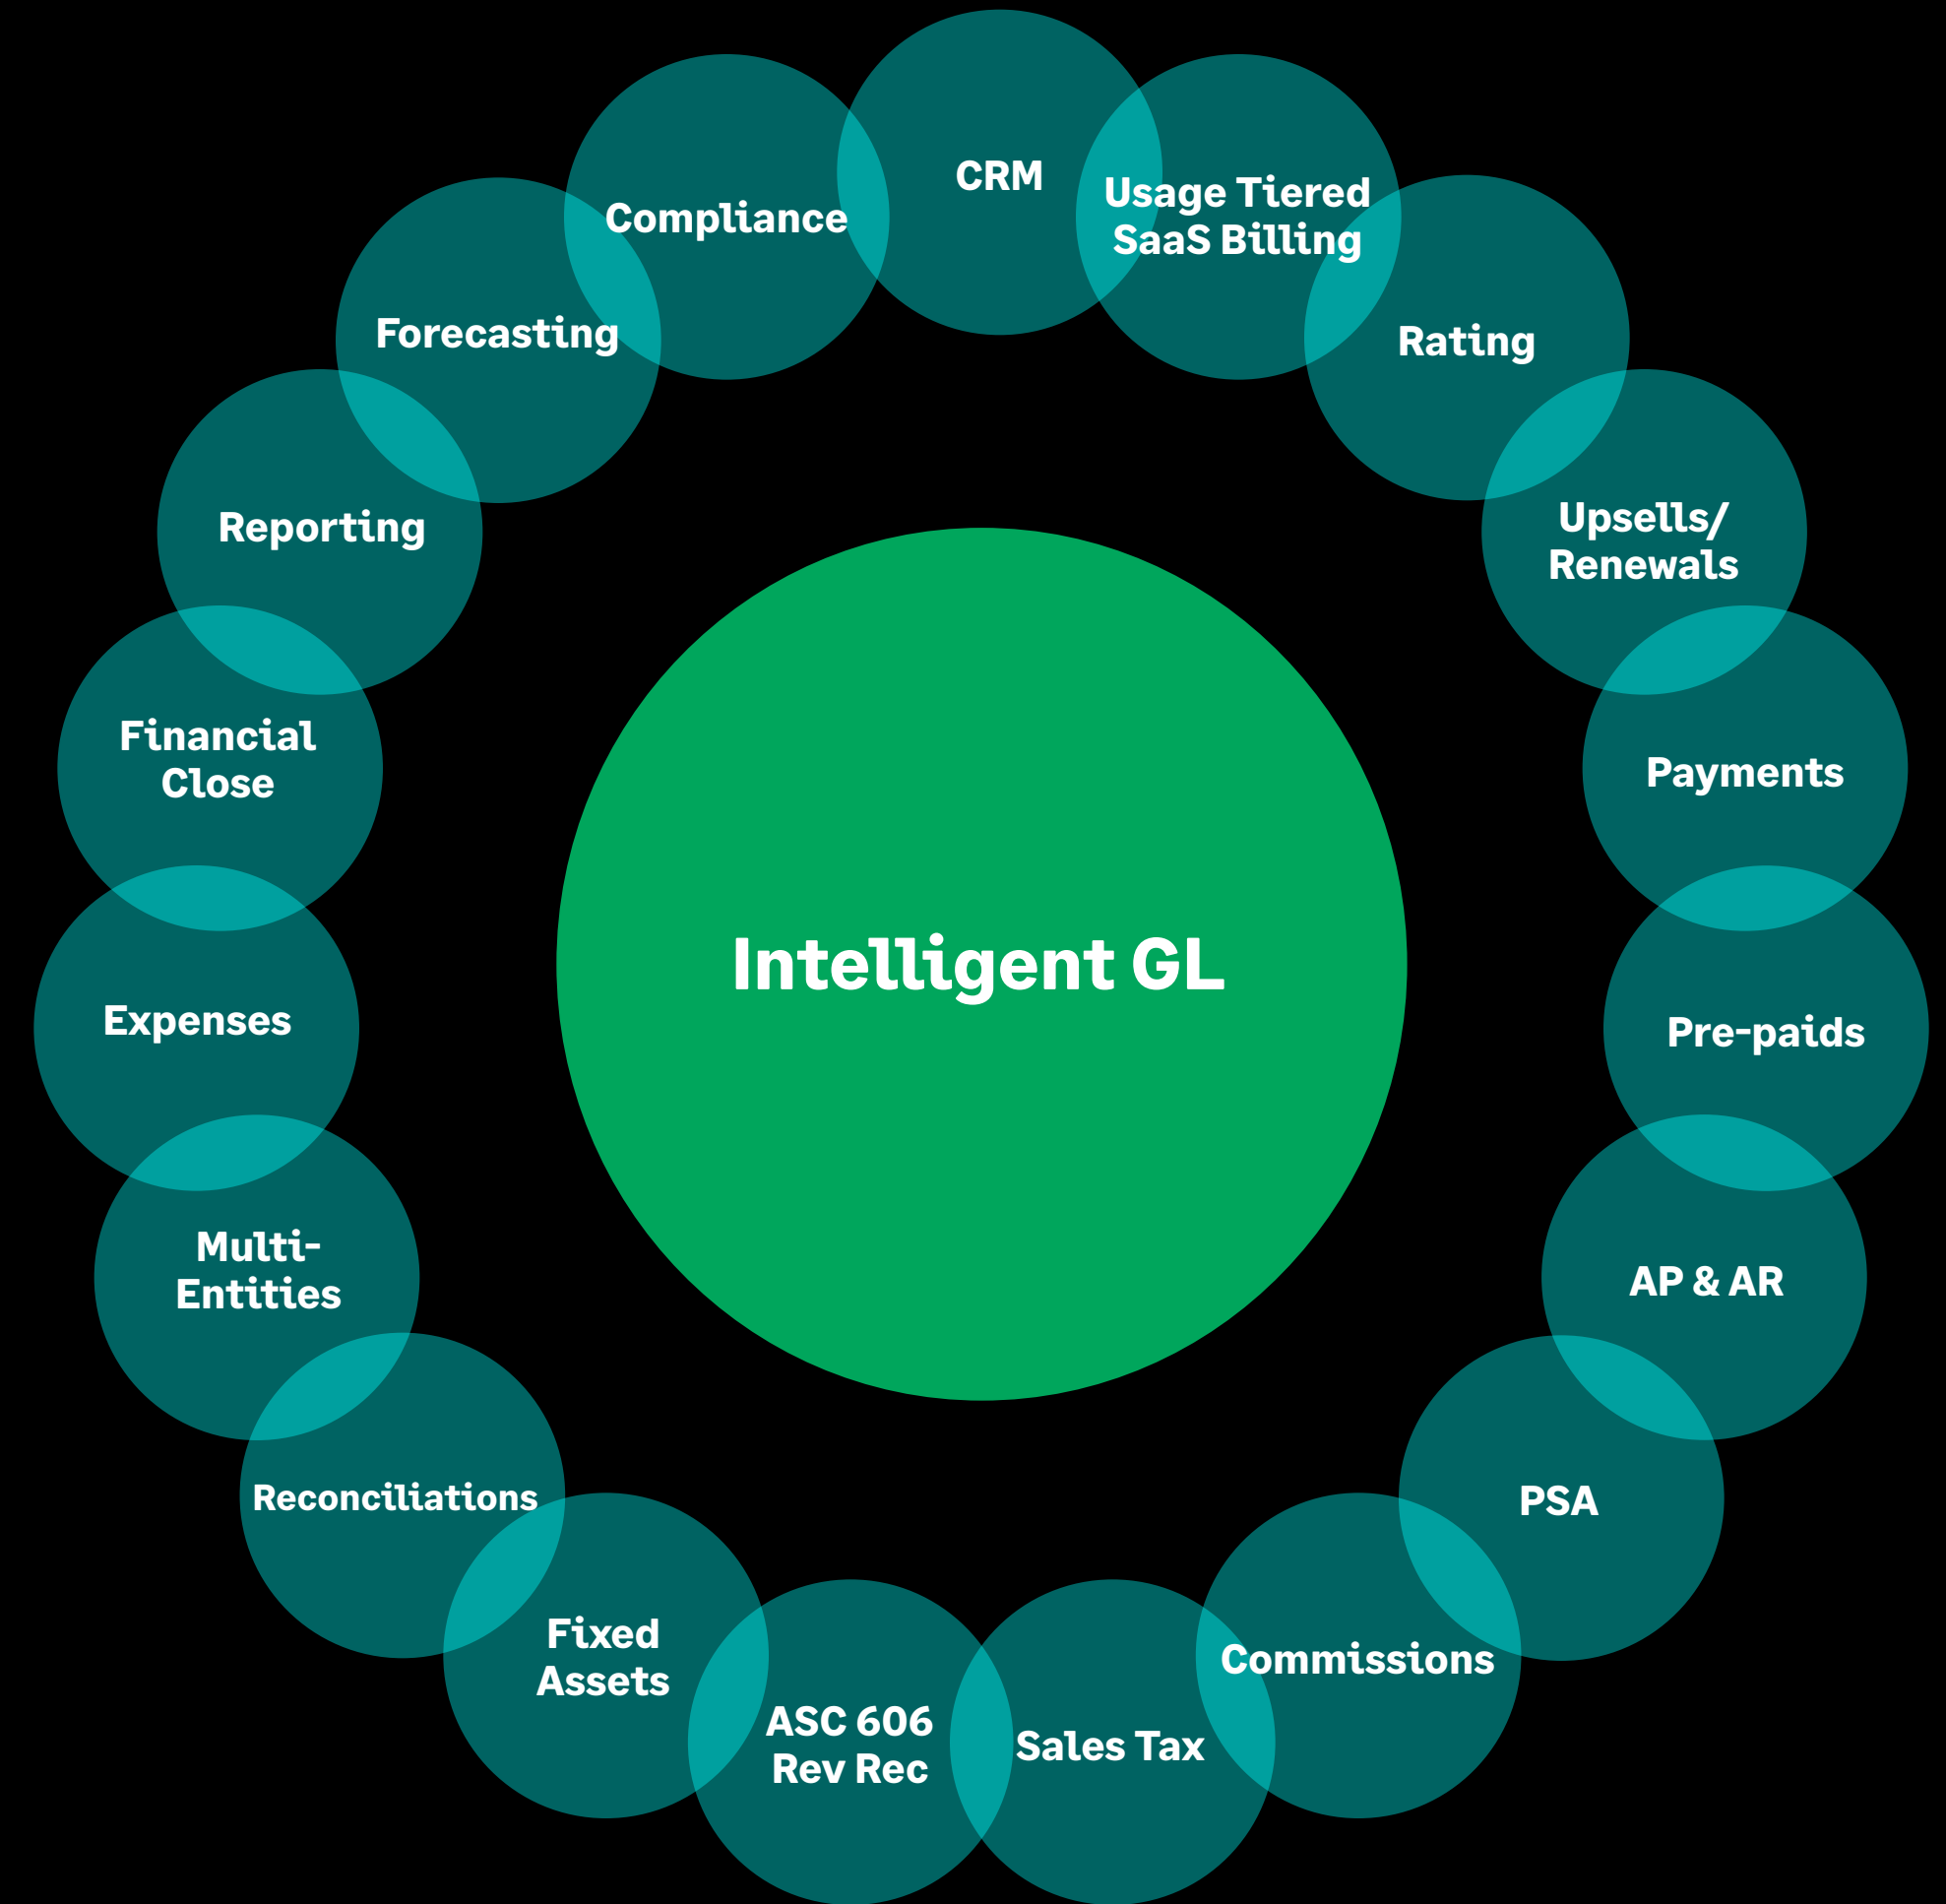 CRM
Usage Tiered
SaaS Billing
Rating
Upsells/
Renewals
Payments
Pre-paids
AP & AR
PSA
Commissions
Sales Tax
ASC 606
Rev Rec
Fixed
Assets
Reconciliations
Multi-
Entities
Expenses
Financial
Close
Reporting
Forecasting
Compliance
Intelligent GL